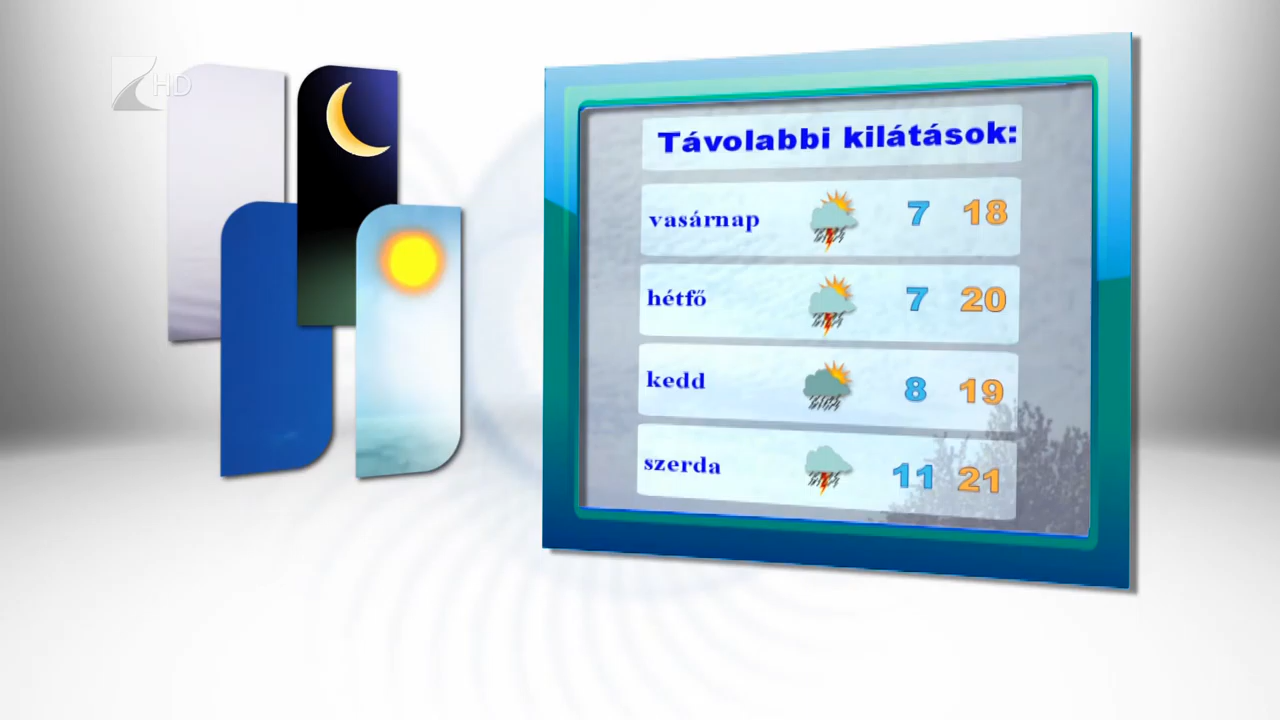 HD
Távolabbi kilátások:
vasárnap 7 18
hétfő 7 20
kedd 8 19
szerda 11 21